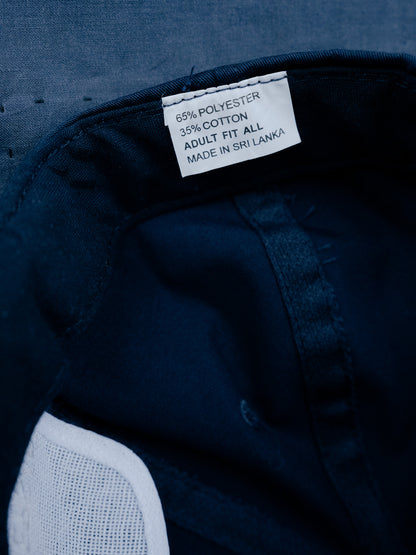 65% POLYESTER
35% COTTON
ADULT FIT ALL
MADE IN SRI LANKA